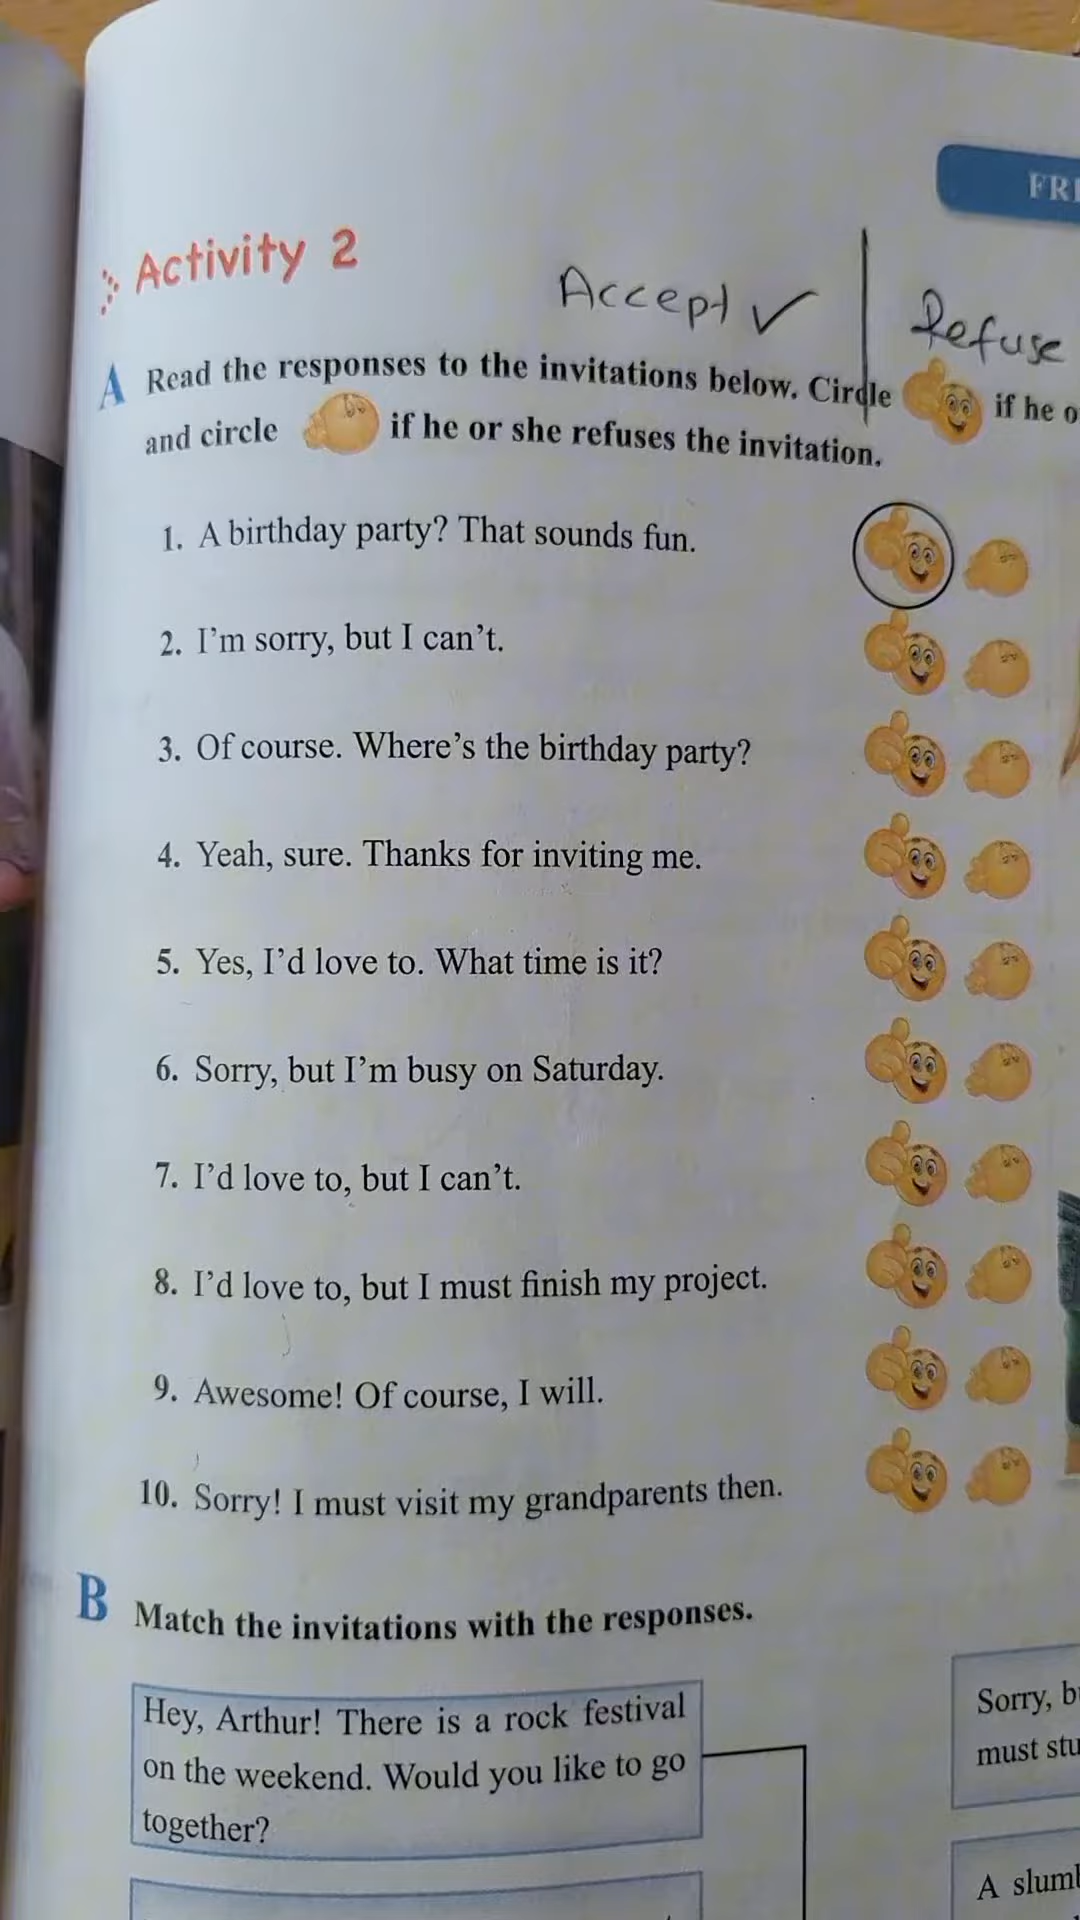 Activity 2
Accept ✓ | Refuse
A Read the responses to the invitations below. Circle if he
and circle if he or she refuses the invitation.
1. A birthday party? That sounds fun.
2. I'm sorry, but I can't.
3. Of course. Where's the birthday party?
4. Yeah, sure. Thanks for inviting me.
5. Yes, I'd love to. What time is it?
6. Sorry, but I'm busy on Saturday.
7. I'd love to, but I can't.
8. I'd love to, but I must finish my project.
9. Awesome! Of course, I will.
10. Sorry! I must visit my grandparents then.
B Match the invitations with the responses.
Hey, Arthur! There is a rock festival
on the weekend. Would you like to go
together?
Sorry,
must
A